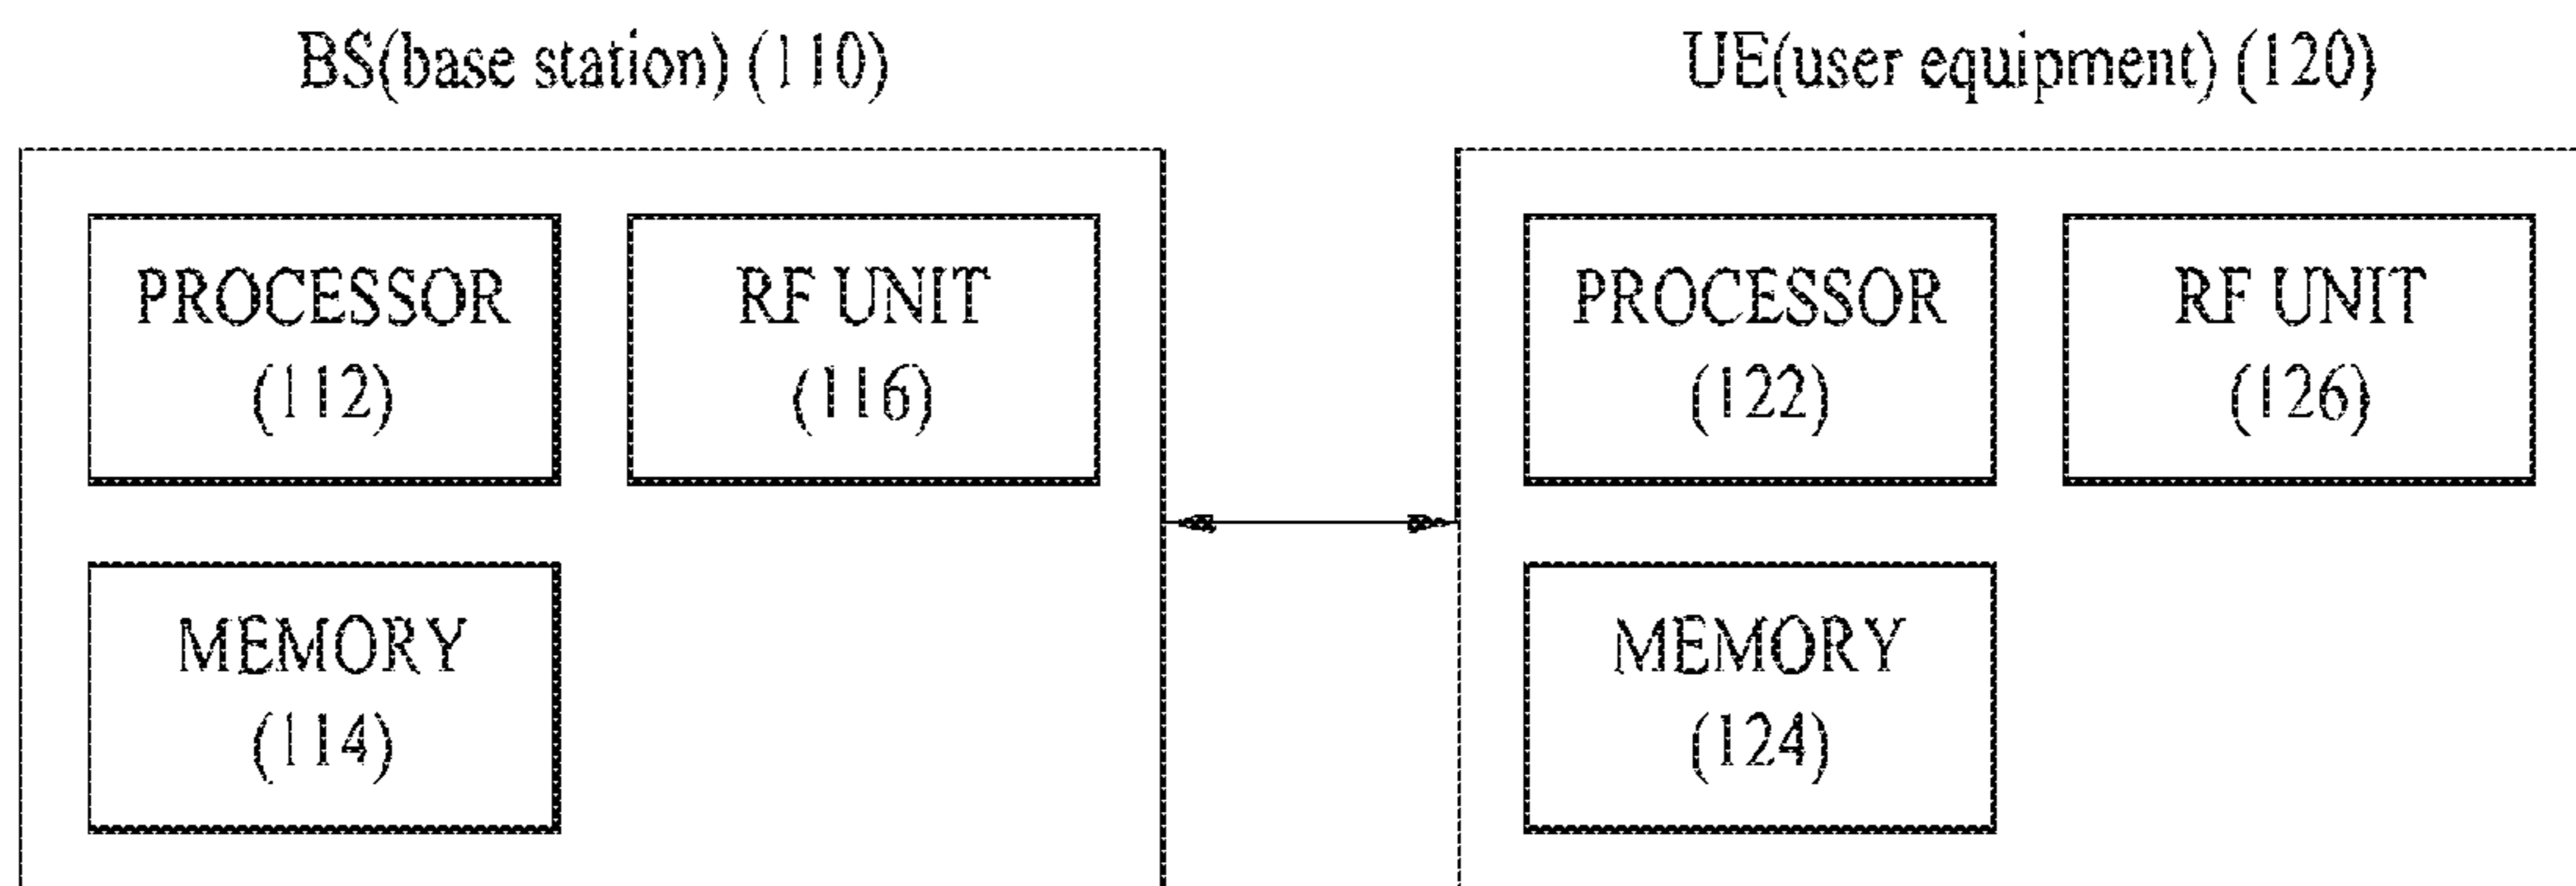 BS(base station) (110)
UE(user equipment) (120)
PROCESSOR
(112)
RF UNIT
(116)
MEMORY
(114)
PROCESSOR
(122)
RF UNIT
(126)
MEMORY
(124)